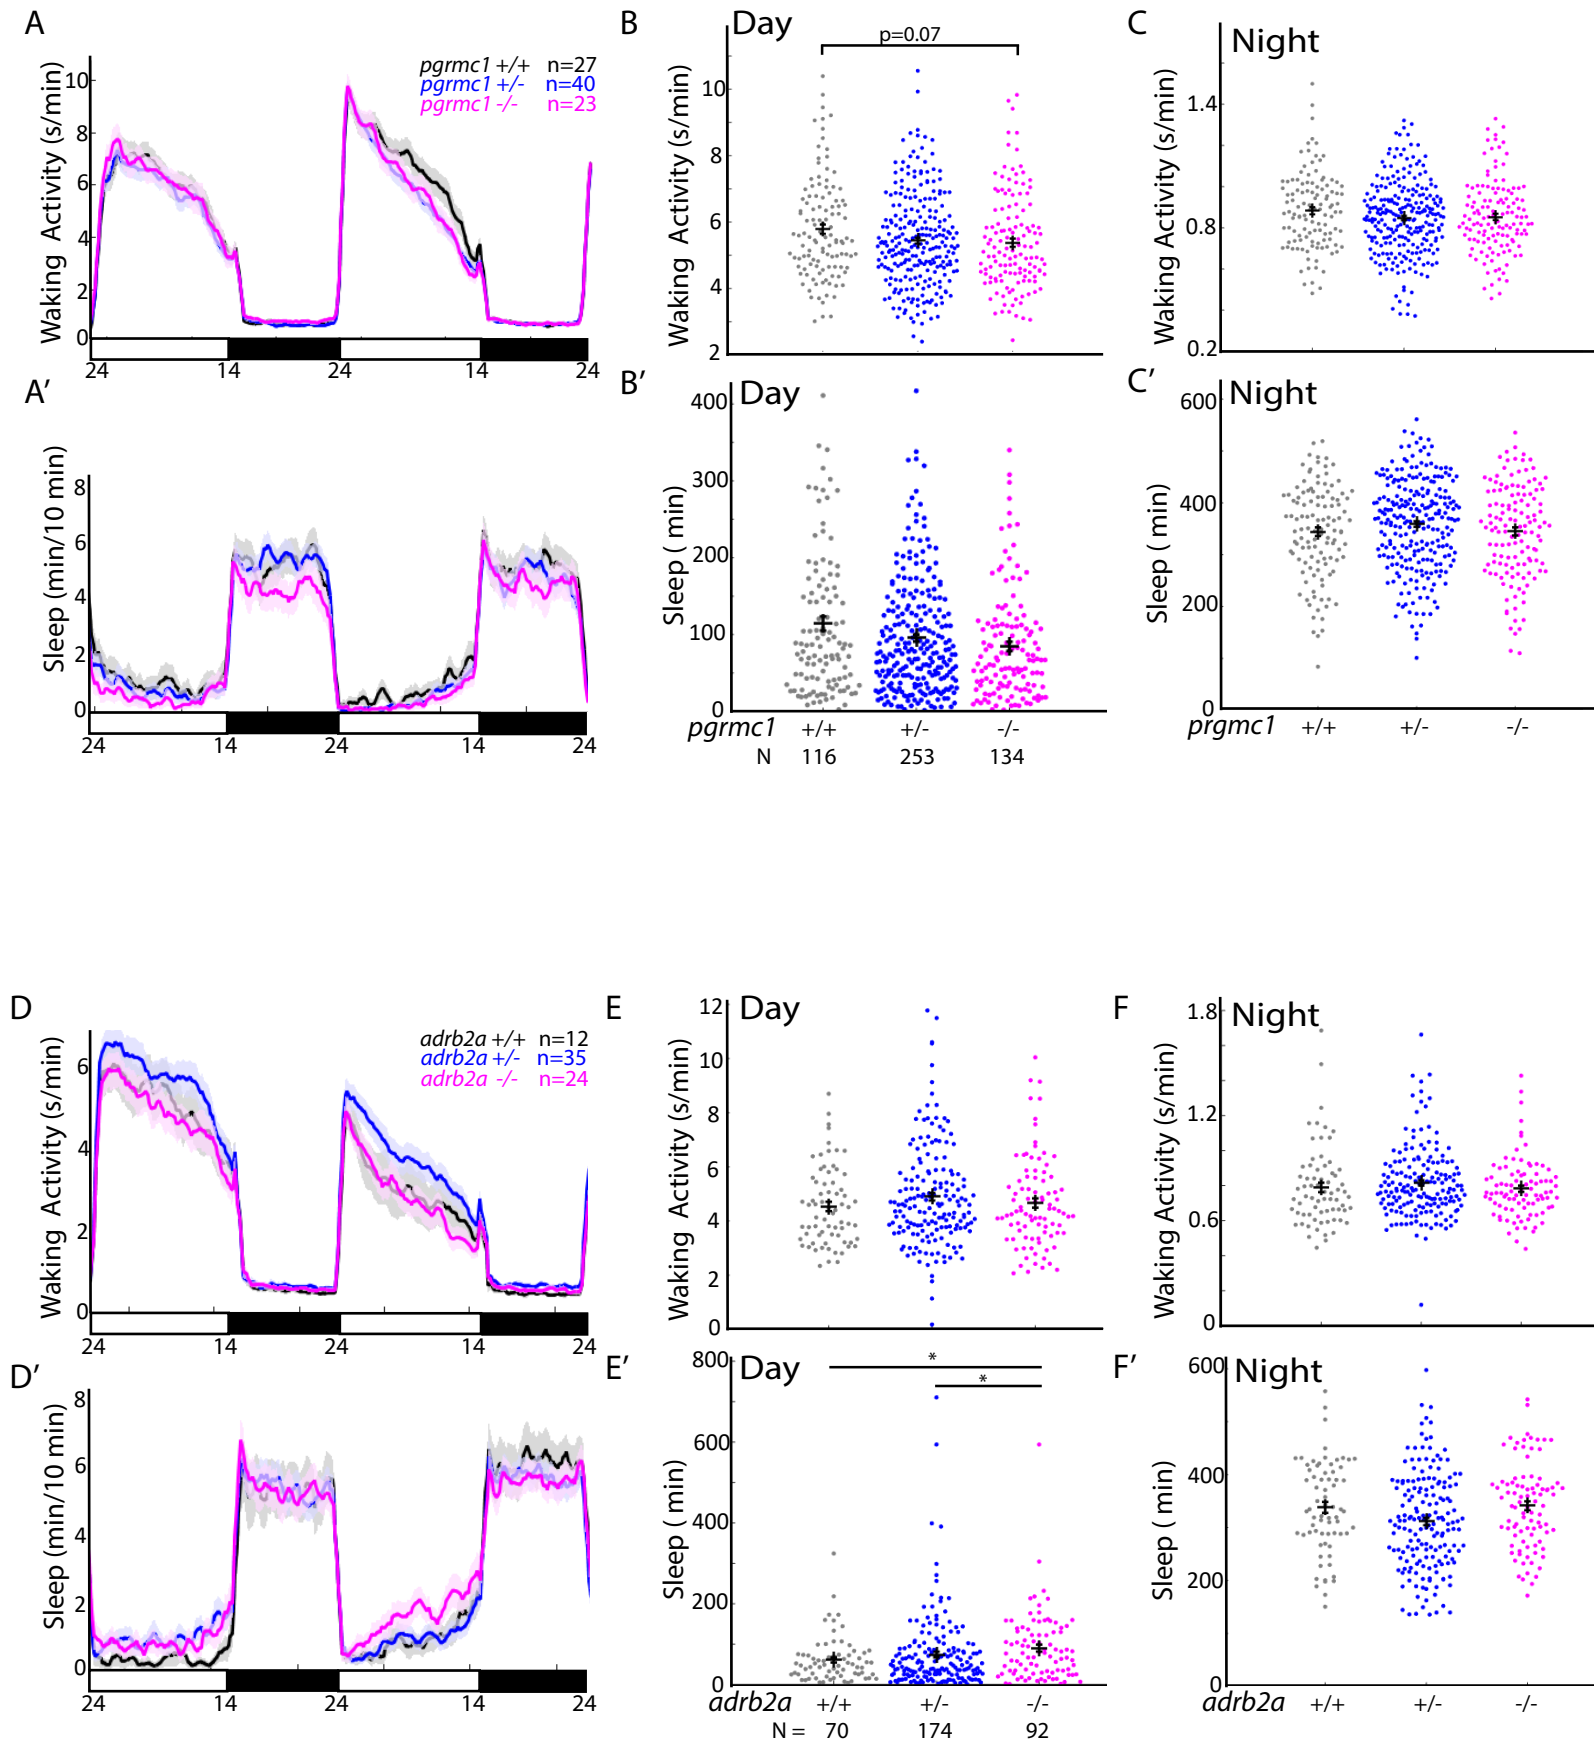 A
Waking Activity (s/min)
10
8
6
4
2
0
pgrmc1 +/+ n=27
pgrmc1 +/- n=40
pgrmc1 -/- n=23
24 14 24 14 24
B
Day
p=0.07
Waking Activity (s/min)
10
8
6
4
2
C
Night
Waking Activity (s/min)
1.4
0.8
0.2
A'
Sleep (min/10 min)
8
6
4
2
0
24 14 24 14 24
B'
Day
Sleep ( min)
400
300
200
100
0
pgrmc1 +/+ +/- -/-
N 116 253 134
C'
Night
Sleep ( min)
600
400
200
0
prgmc1 +/+ +/- -/-
D
Waking Activity (s/min)
6
4
2
0
adrb2a +/+ n=12
adrb2a +/- n=35
adrb2a -/- n=24
24 14 24 14 24
E
Day
Waking Activity (s/min)
12
10
8
6
4
2
0
F
Night
Waking Activity (s/min)
1.8
1.2
0.6
0
D'
Sleep (min/10 min)
8
6
4
2
0
24 14 24 14 24
E'
Day
*
*
Sleep ( min)
800
600
400
200
0
adrb2a +/+ +/- -/-
N = 70 174 92
F'
Night
Sleep ( min)
600
400
200
0
adrb2a +/+ +/- -/-